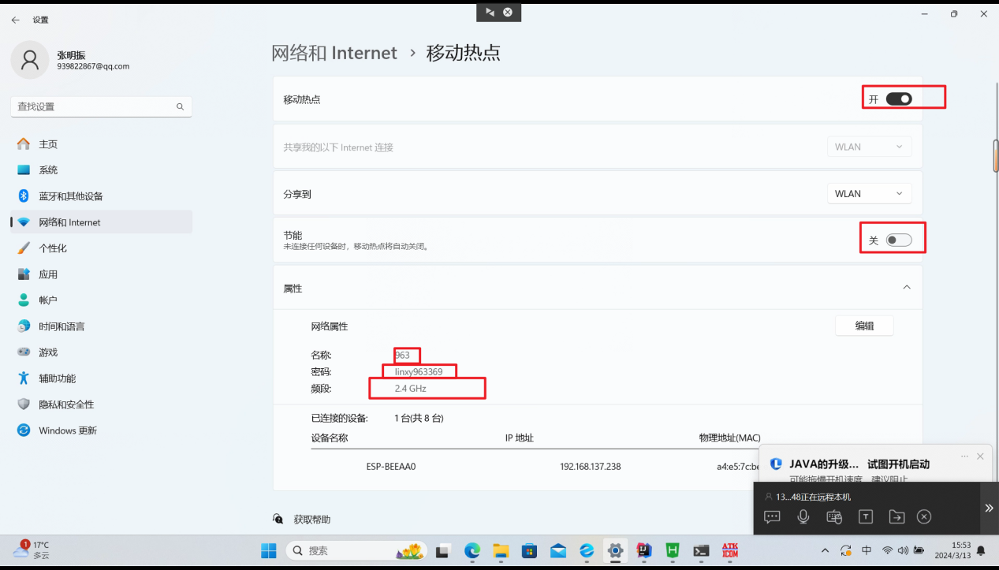 设置
张明振
939822867@qq.com
查找设置
主页
系统
蓝牙和其他设备
网络和 Internet
个性化
应用
帐户
时间和语言
游戏
辅助功能
隐私和安全性
Windows 更新
网络和 Internet › 移动热点
移动热点
开
共享我的以下 Internet 连接
WLAN
分享到
WLAN
节能
未连接任何设备时，移动热点将自动关闭。
关
属性
网络属性
编辑
名称: 963
密码: linxy963369
频段: 2.4 GHz
已连接的设备: 1 台(共 8 台)
设备名称 IP 地址 物理地址(MAC)
ESP-BEEAA0 192.168.137.238 a4:e5:7c:be
获取帮助
JAVA的升级... 试图开机启动
可能拖慢开机速度，建议阻止
13...48正在远程本机
1
17°C
多云
搜索
ATK
XCOM
中
15:53
2024/3/13